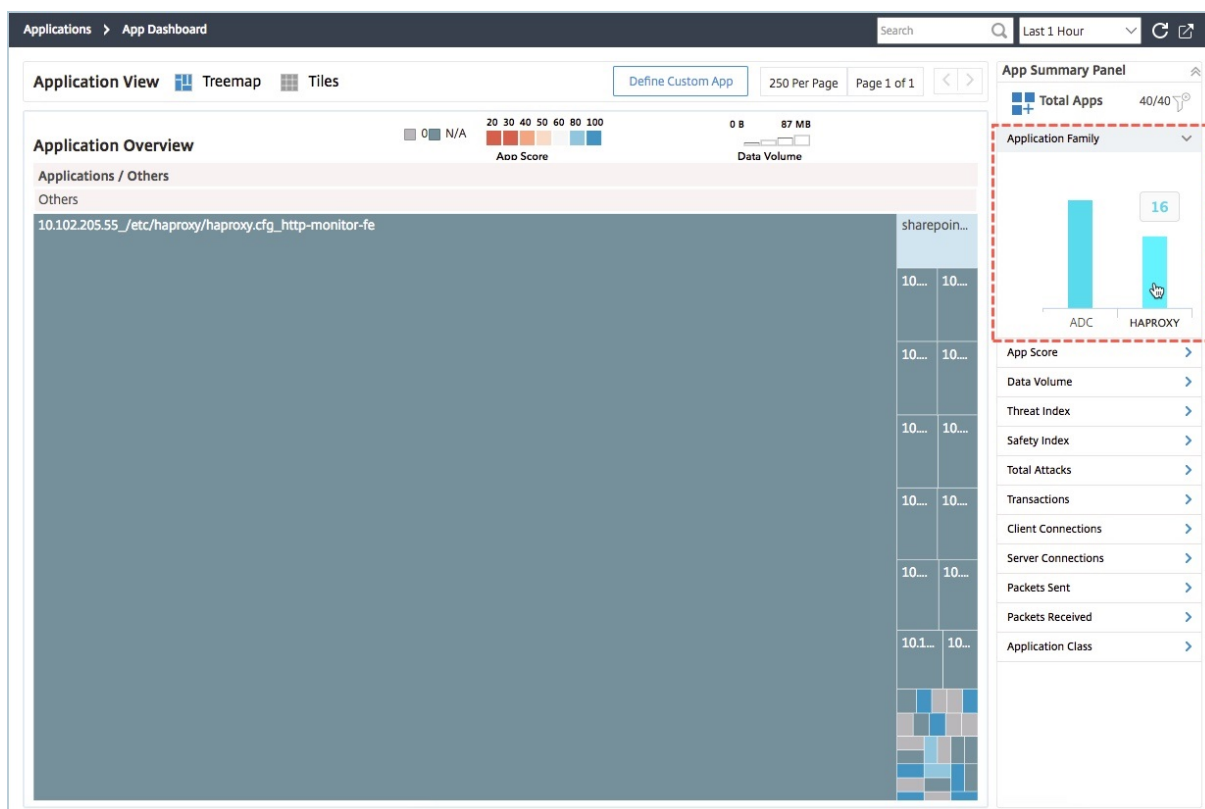 Applications > App Dashboard
Search
Last 1 Hour
Application View Treemap Tiles
Define Custom App
250 Per Page
Page 1 of 1
App Summary Panel
Total Apps 40/40
Application Overview
0 N/A
20 30 40 50 60 80 100
App Score
0 B 87 MB
Data Volume
Applications / Others
Others
10.102.205.55_/etc/haproxy/haproxy.cfg_http-monitor-fe
sharepoin...
10.... 10....
10.... 10....
10.... 10....
10.... 10....
10.... 10....
10.1... 10...
Application Family
16
ADC HAPROXY
App Score
Data Volume
Threat Index
Safety Index
Total Attacks
Transactions
Client Connections
Server Connections
Packets Sent
Packets Received
Application Class